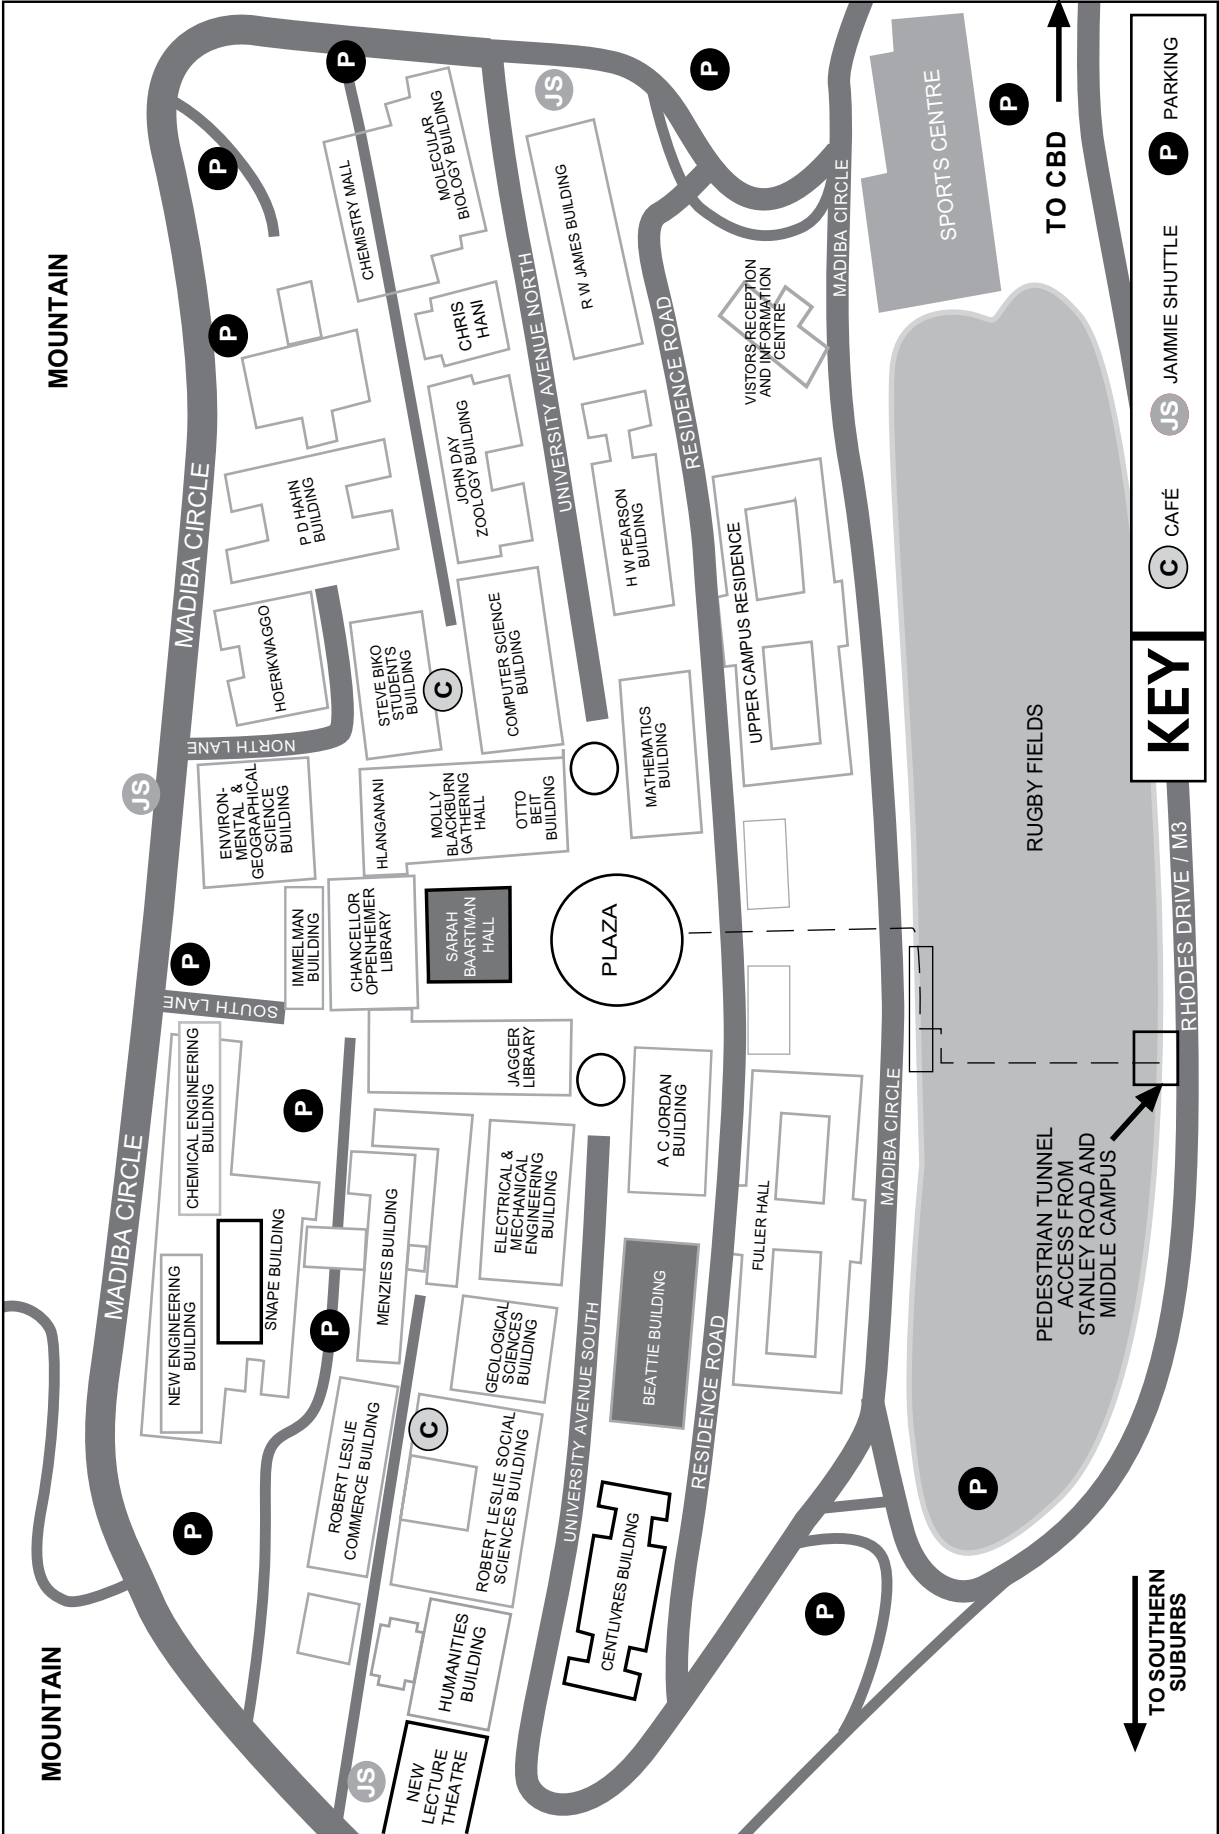 MOUNTAIN
MOUNTAIN
MADIBA CIRCLE
MADIBA CIRCLE
P
P
P
P
P
P
P
P
P
P
P
P
JS
JS
JS
C
C
NEW ENGINEERING
BUILDING
SNAPE BUILDING
CHEMICAL ENGINEERING
BUILDING
SOUTH LANE
IMMELMAN
BUILDING
ENVIRON-
MENTAL &
GEOGRAPHICAL
SCIENCE
BUILDING
NORTH LANE
HOERIKWAGGO
P D HAHN
BUILDING
CHEMISTRY MALL
MOLECULAR
BIOLOGY BUILDING
CHRIS
HANI
JOHN DAY
ZOOLOGY BUILDING
STEVE BIKO
STUDENTS
BUILDING
COMPUTER SCIENCE
BUILDING
HLANGANANI
MOLLY
BLACKBURN
GATHERING
HALL
OTTO
BEIT
BUILDING
CHANCELLOR
OPPENHEIMER
LIBRARY
SARAH
BAARTMAN
HALL
JAGGER
LIBRARY
MENZIES BUILDING
ELECTRICAL &
MECHANICAL
ENGINEERING
BUILDING
GEOLOGICAL
SCIENCES
BUILDING
ROBERT LESLIE
COMMERCE BUILDING
ROBERT LESLIE SOCIAL
SCIENCES BUILDING
HUMANITIES
BUILDING
NEW
LECTURE
THEATRE
UNIVERSITY AVENUE SOUTH
UNIVERSITY AVENUE NORTH
CENTLIVRES BUILDING
BEATTIE BUILDING
A C JORDAN
BUILDING
PLAZA
MATHEMATICS
BUILDING
H W PEARSON
BUILDING
R W JAMES BUILDING
RESIDENCE ROAD
RESIDENCE ROAD
FULLER HALL
UPPER CAMPUS RESIDENCE
VISTORS RECEPTION
AND INFORMATION
CENTRE
MADIBA CIRCLE
MADIBA CIRCLE
SPORTS CENTRE
RUGBY FIELDS
PEDESTRIAN TUNNEL
ACCESS FROM
STANLEY ROAD AND
MIDDLE CAMPUS
RHODES DRIVE / M3
TO SOUTHERN
SUBURBS
TO CBD
KEY
C CAFÉ
JS JAMMIE SHUTTLE
P PARKING